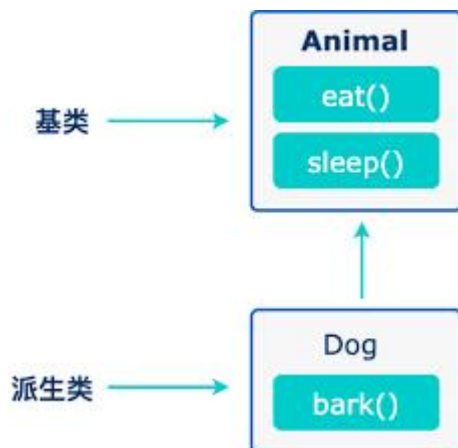 Animal
eat()
基类
sleep()
Dog
派生类
bark()